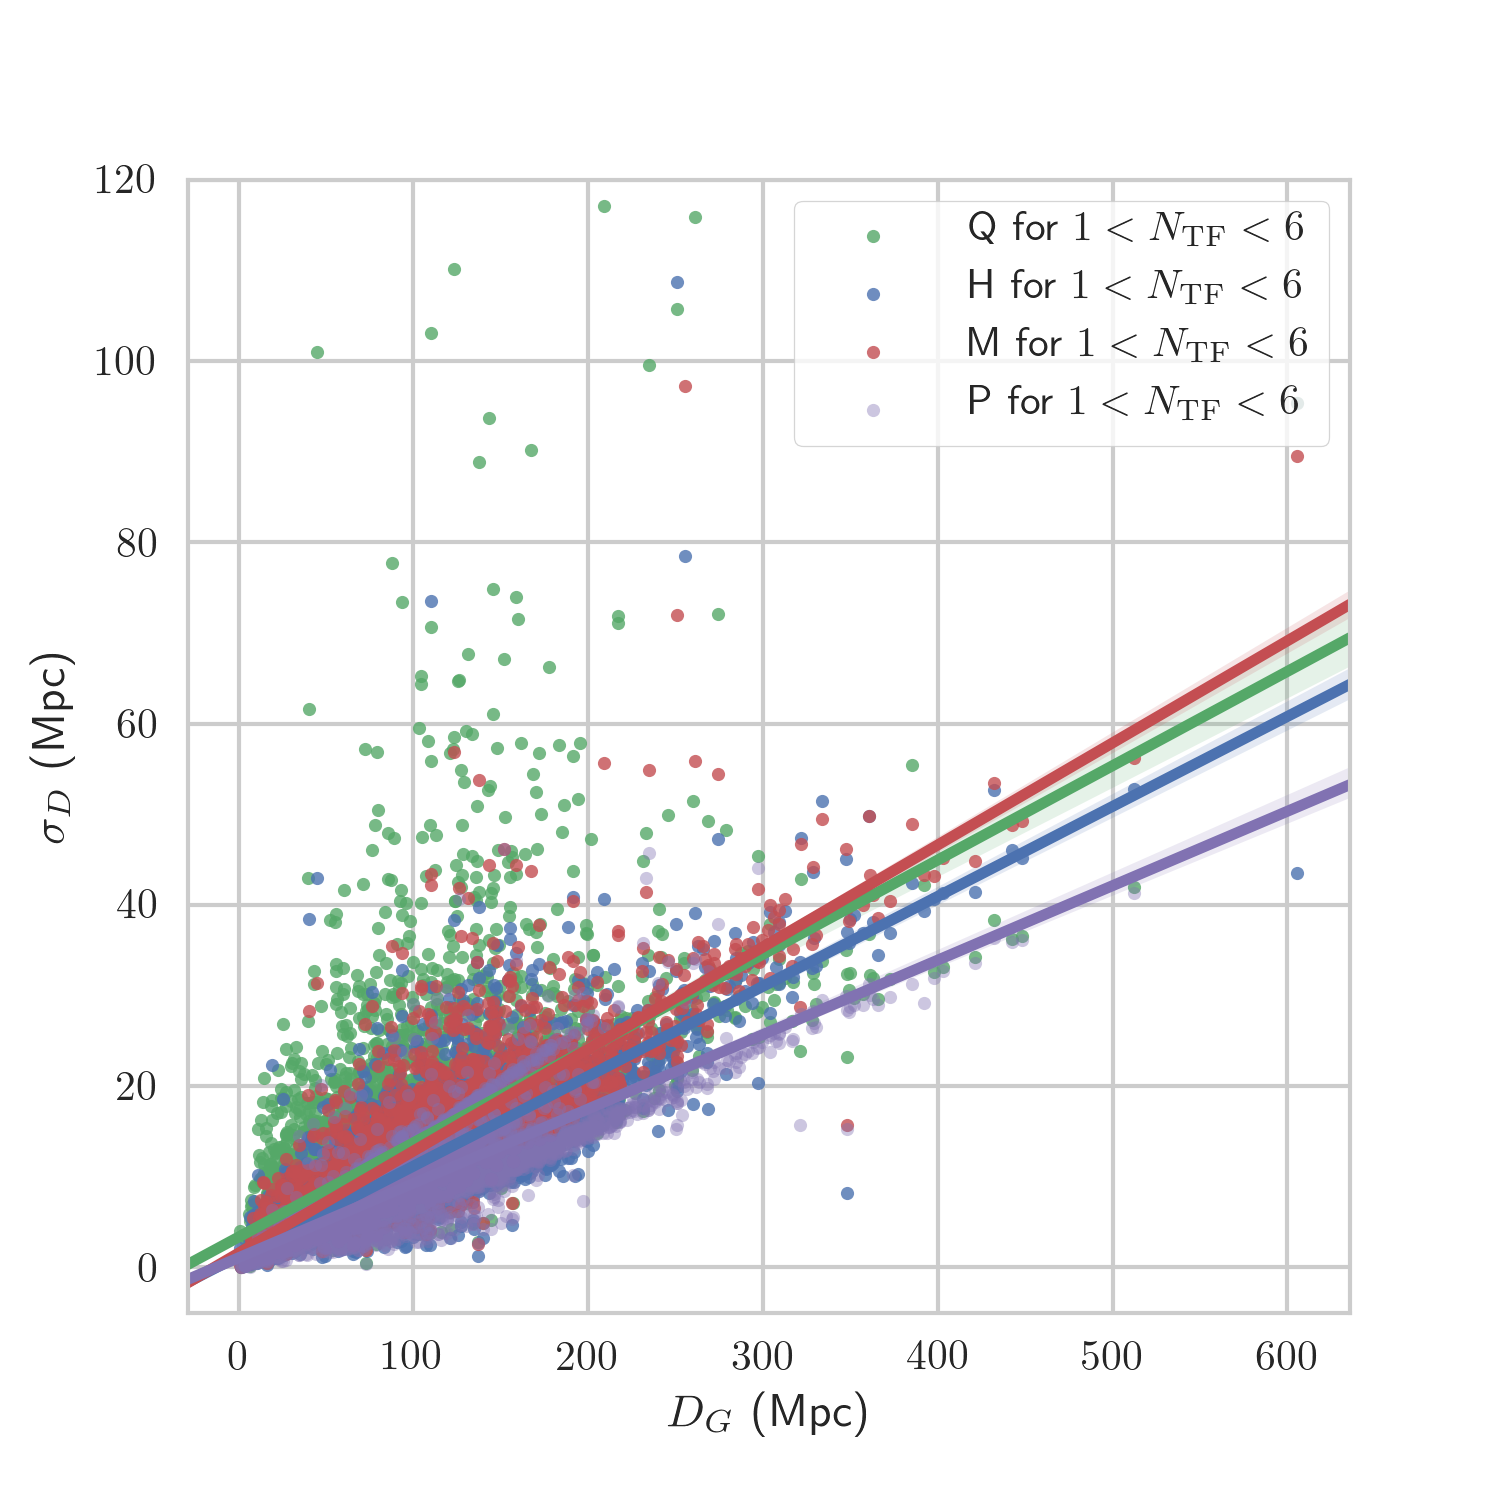 120
100
80
60
40
20
0
σ_D (Mpc)
Q for 1 < N_TF < 6
H for 1 < N_TF < 6
M for 1 < N_TF < 6
P for 1 < N_TF < 6
0 100 200 300 400 500 600
D_G (Mpc)